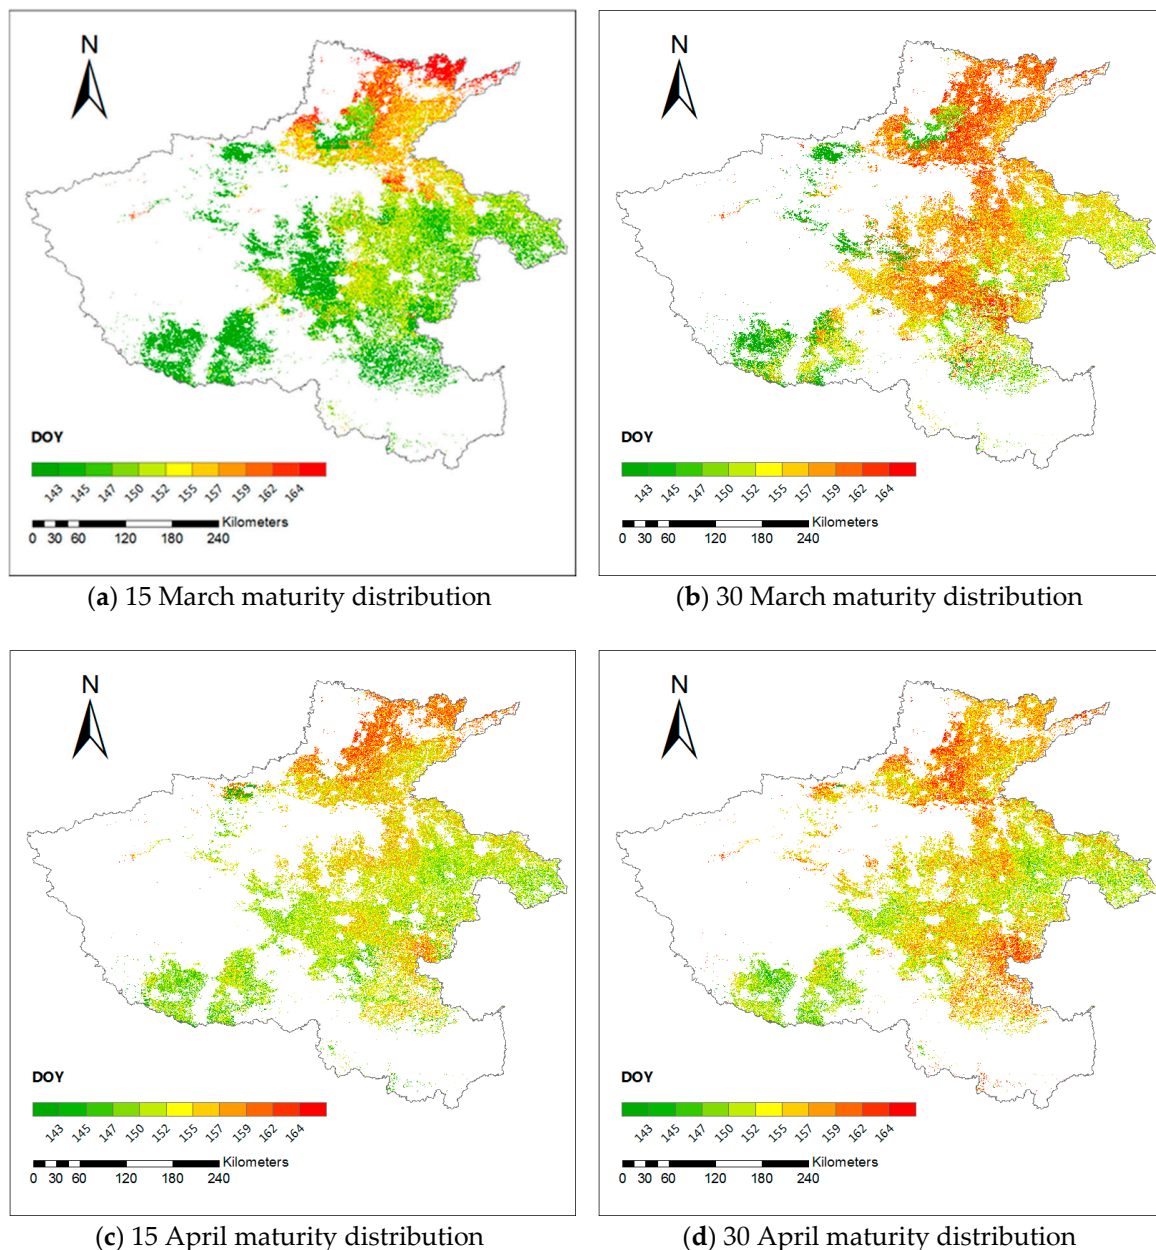 N
DOY
143 145 147 150 152 155 157 159 162 164
Kilometers
0 30 60 120 180 240
(a) 15 March maturity distribution
N
DOY
143 145 147 150 152 155 157 159 162 164
Kilometers
0 30 60 120 180 240
(b) 30 March maturity distribution
N
DOY
143 145 147 150 152 155 157 159 162 164
Kilometers
0 30 60 120 180 240
(c) 15 April maturity distribution
N
DOY
143 145 147 150 152 155 157 159 162 164
Kilometers
0 30 60 120 180 240
(d) 30 April maturity distribution